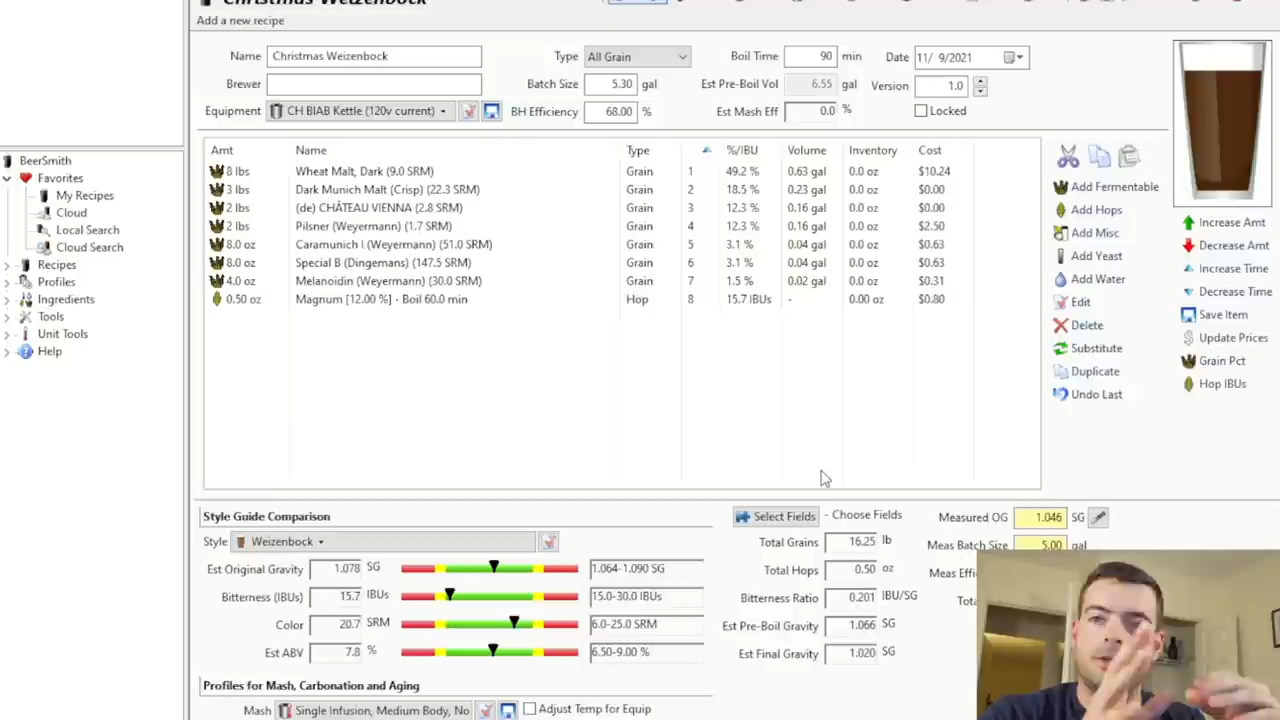 Christmas Weizenbock
Add a new recipe
Name Christmas Weizenbock Type All Grain Boil Time 90 min Date 11/ 9/2021
Brewer Batch Size 5.30 gal Est Pre-Boil Vol 6.55 gal Version 1.0
Equipment CH BIAB Kettle (120v current) BH Efficiency 68.00 % Est Mash Eff 0.0 % Locked
Amt Name Type %/IBU Volume Inventory Cost
8 lbs Wheat Malt, Dark (9.0 SRM) Grain 1 49.2 % 0.63 gal 0.0 oz $10.24
3 lbs Dark Munich Malt (Crisp) (22.3 SRM) Grain 2 18.5 % 0.23 gal 0.0 oz $0.00
2 lbs (de) CHÂTEAU VIENNA (2.8 SRM) Grain 3 12.3 % 0.16 gal 0.0 oz $0.00
2 lbs Pilsner (Weyermann) (1.7 SRM) Grain 4 12.3 % 0.16 gal 0.0 oz $2.50
8.0 oz Caramunich I (Weyermann) (51.0 SRM) Grain 5 3.1 % 0.04 gal 0.0 oz $0.63
8.0 oz Special B (Dingemans) (147.5 SRM) Grain 6 3.1 % 0.04 gal 0.0 oz $0.63
4.0 oz Melanoidin (Weyermann) (30.0 SRM) Grain 7 1.5 % 0.02 gal 0.0 oz $0.31
0.50 oz Magnum [12.00 %] - Boil 60.0 min Hop 8 15.7 IBUs - 0.00 oz $0.80
BeerSmith
Favorites
My Recipes
Cloud
Local Search
Cloud Search
Recipes
Profiles
Ingredients
Tools
Unit Tools
Help
Add Fermentable
Add Hops
Add Misc
Add Yeast
Add Water
Edit
Delete
Substitute
Duplicate
Undo Last
Increase Amt
Decrease Amt
Increase Time
Decrease Time
Save Item
Update Prices
Grain Pct
Hop IBUs
Style Guide Comparison
Style Weizenbock
Est Original Gravity 1.078 SG 1.064-1.090 SG
Bitterness (IBUs) 15.7 IBUs 15.0-30.0 IBUs
Color 20.7 SRM 6.0-25.0 SRM
Est ABV 7.8 % 6.50-9.00 %
Select Fields - Choose Fields
Total Grains 16.25 lb
Total Hops 0.50 oz
Bitterness Ratio 0.201 IBU/SG
Est Pre-Boil Gravity 1.066 SG
Est Final Gravity 1.020 SG
Measured OG 1.046 SG
Meas Batch Size 5.00 gal
Meas Effi
Tota
Profiles for Mash, Carbonation and Aging
Mash Single Infusion, Medium Body, No Adjust Temp for Equip